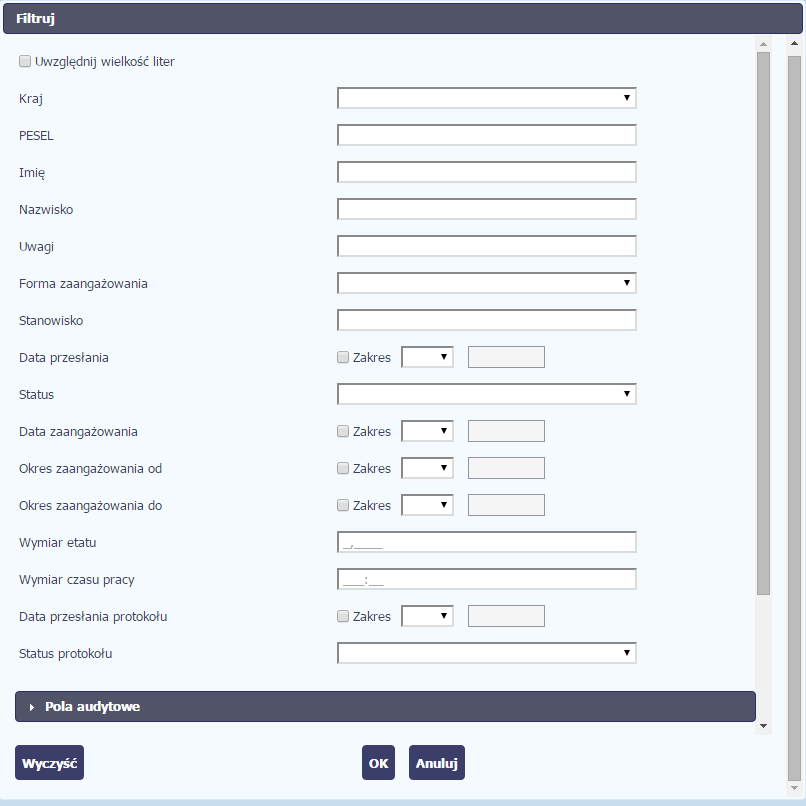 Filtruj
Uwzględnij wielkość liter
Kraj
PESEL
Imię
Nazwisko
Uwagi
Forma zaangażowania
Stanowisko
Data przesłania Zakres
Status
Data zaangażowania Zakres
Okres zaangażowania od Zakres
Okres zaangażowania do Zakres
Wymiar etatu _,____
Wymiar czasu pracy ___:__
Data przesłania protokołu Zakres
Status protokołu
Pola audytowe
Wyczyść OK Anuluj